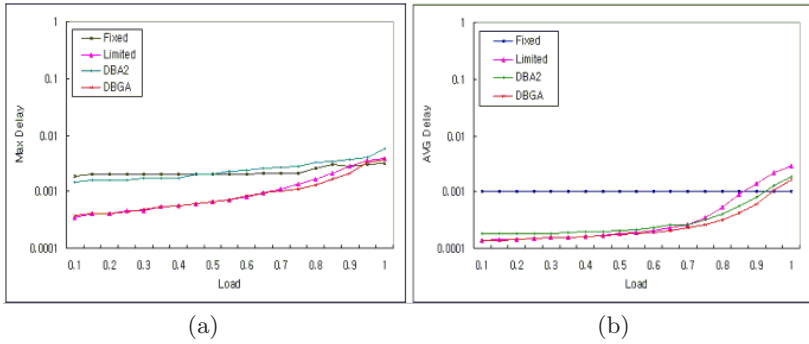 Fixed
Limited
DBA2
DBGA
Max Delay
1
0.1
0.01
0.001
0.0001
0.1 0.2 0.3 0.4 0.5 0.6 0.7 0.8 0.9 1
Load
(a)
Fixed
Limited
DBA2
DBGA
AVG Delay
1
0.1
0.01
0.001
0.0001
0.1 0.2 0.3 0.4 0.5 0.6 0.7 0.8 0.9 1
Load
(b)